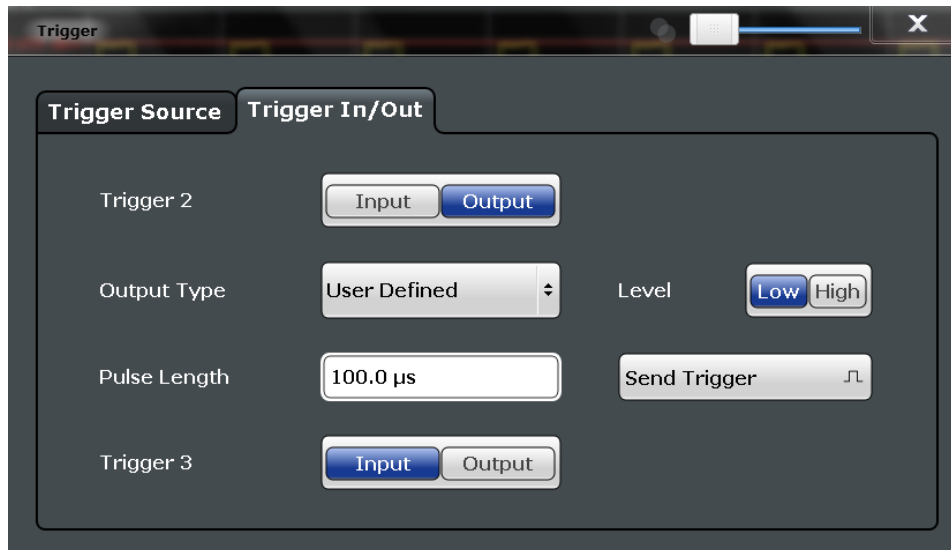 Trigger
X
Trigger Source Trigger In/Out
Trigger 2 Input Output
Output Type User Defined Level Low High
Pulse Length 100.0 µs Send Trigger
Trigger 3 Input Output